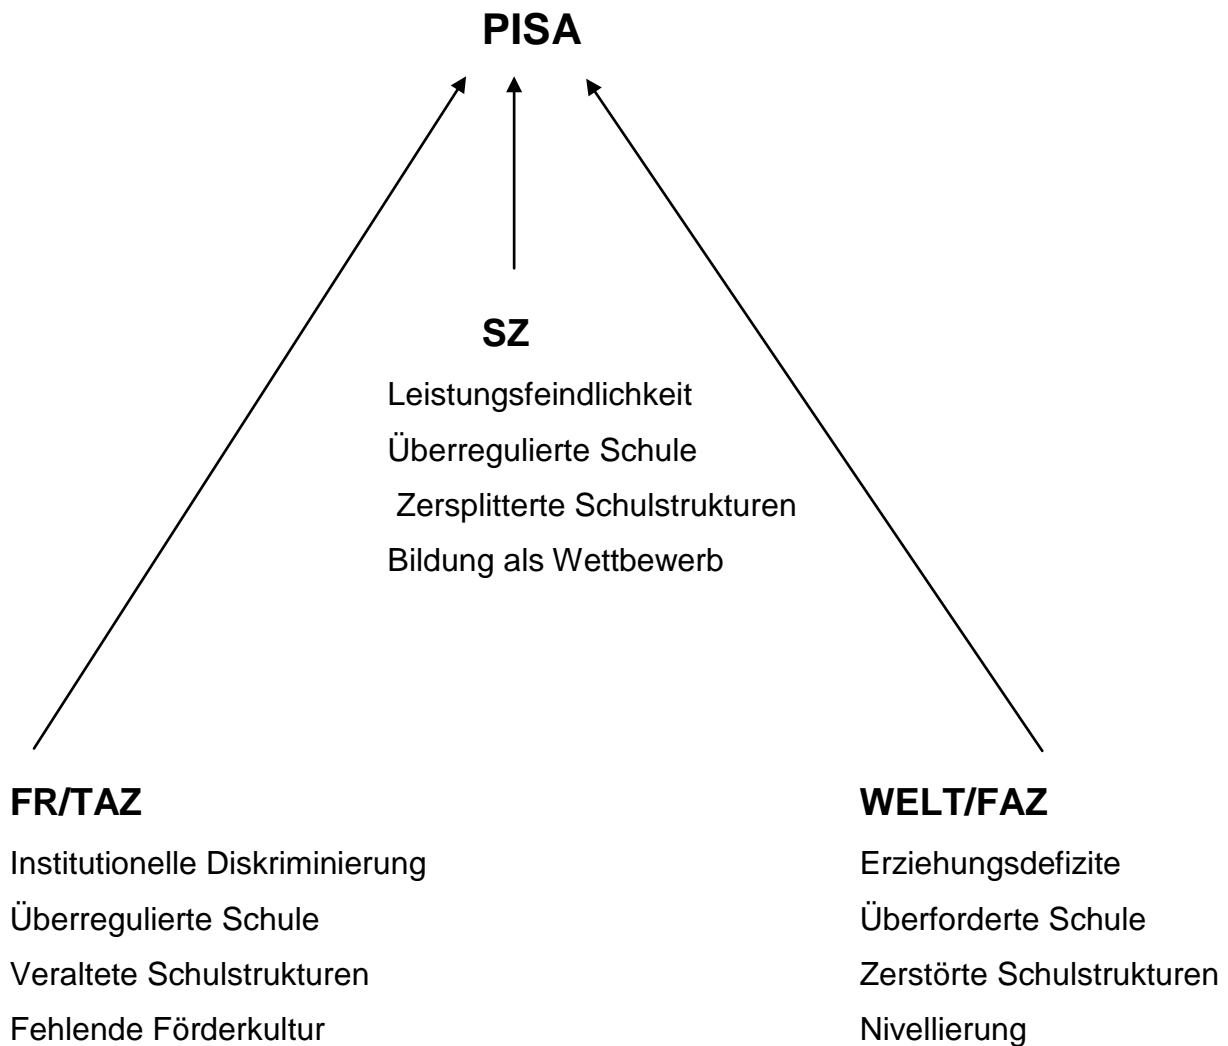 PISA
SZ
Leistungsfeindlichkeit
Überregulierte Schule
Zersplitterte Schulstrukturen
Bildung als Wettbewerb
FR/TAZ
Institutionelle Diskriminierung
Überregulierte Schule
Veraltete Schulstrukturen
Fehlende Förderkultur
WELT/FAZ
Erziehungsdefizite
Überforderte Schule
Zerstörte Schulstrukturen
Nivellierung